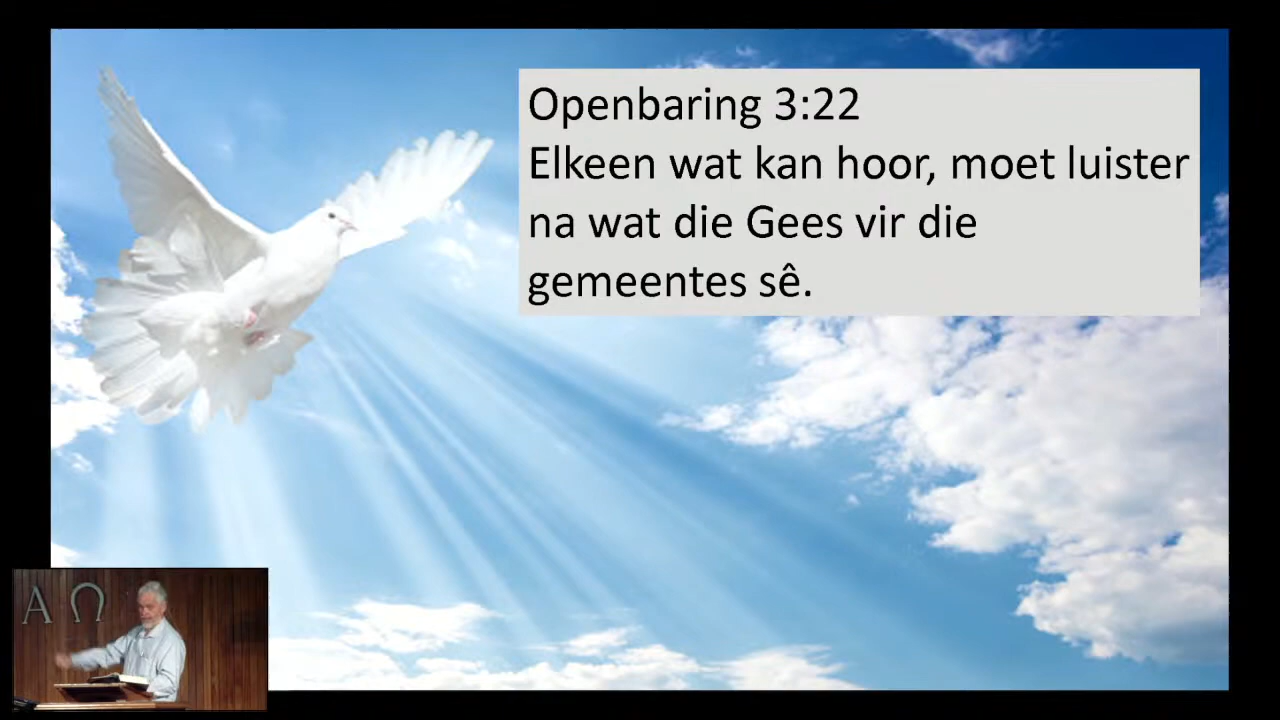 Openbaring 3:22
Elkeen wat kan hoor, moet luister
na wat die Gees vir die
gemeentes sê.
Α Ω